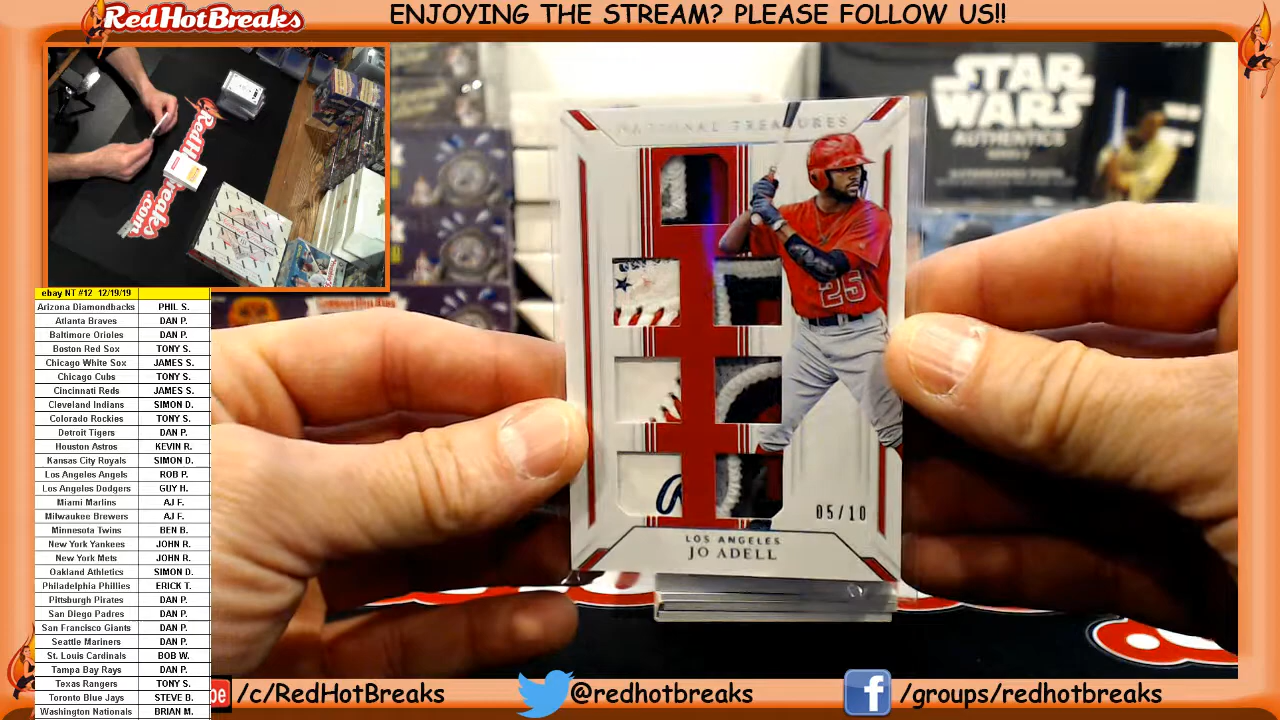 RedHotBreaks
ENJOYING THE STREAM? PLEASE FOLLOW US!!
ebay NT #12 12/19/19
Arizona Diamondbacks PHIL S.
Atlanta Braves DAN P.
Baltimore Orioles DAN P.
Boston Red Sox TONY S.
Chicago White Sox JAMES S.
Chicago Cubs TONY S.
Cincinnati Reds JAMES S.
Cleveland Indians SIMON D.
Colorado Rockies TONY S.
Detroit Tigers DAN P.
Houston Astros KEVIN R.
Kansas City Royals SIMON D.
Los Angeles Angels ROB P.
Los Angeles Dodgers GUY H.
Miami Marlins AJ F.
Milwaukee Brewers AJ F.
Minnesota Twins BEN B.
New York Yankees JOHN R.
New York Mets JOHN R.
Oakland Athletics SIMON D.
Philadelphia Phillies ERICK T.
Pittsburgh Pirates DAN P.
San Diego Padres DAN P.
San Francisco Giants DAN P.
Seattle Mariners DAN P.
St. Louis Cardinals BOB W.
Tampa Bay Rays DAN P.
Texas Rangers TONY S.
Toronto Blue Jays STEVE B.
Washington Nationals BRIAN M.
NATIONAL TREASURES
25
05/10
LOS ANGELES
JO ADELL
STAR
WARS
AUTHENTICS
/c/RedHotBreaks
@redhotbreaks
f /groups/redhotbreaks